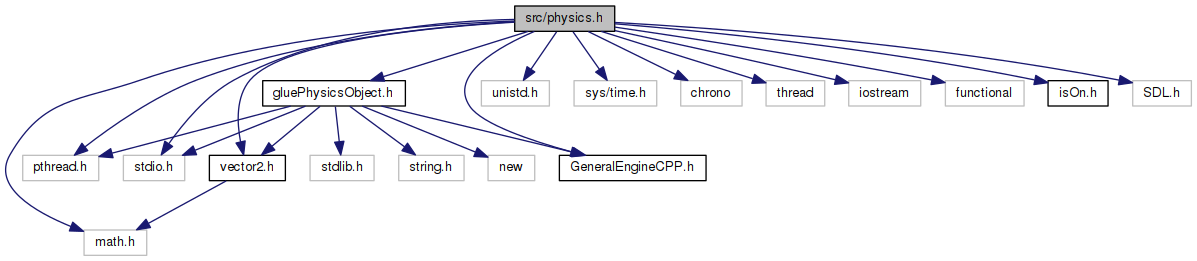 src/physics.h
gluePhysicsObject.h
unistd.h
sys/time.h
chrono
thread
iostream
functional
isOn.h
SDL.h
pthread.h
stdio.h
vector2.h
stdlib.h
string.h
new
GeneralEngineCPP.h
math.h